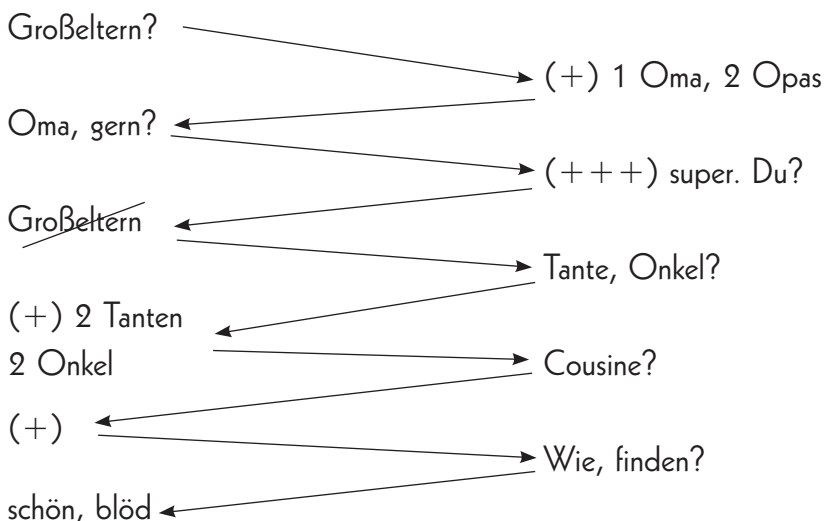 Großeltern?
(+) 1 Oma, 2 Opas
Oma, gern?
(+++) super. Du?
Großeltern
Tante, Onkel?
(+) 2 Tanten
2 Onkel
Cousine?
(+)
Wie, finden?
schön, blöd